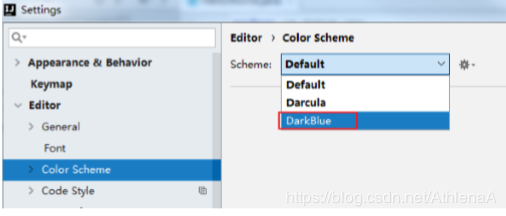 Settings
Appearance & Behavior
Keymap
Editor
General
Font
Color Scheme
Code Style
Editor › Color Scheme
Scheme: Default
Default
Darcula
DarkBlue
https://blog.csdn.net/AthlenaA